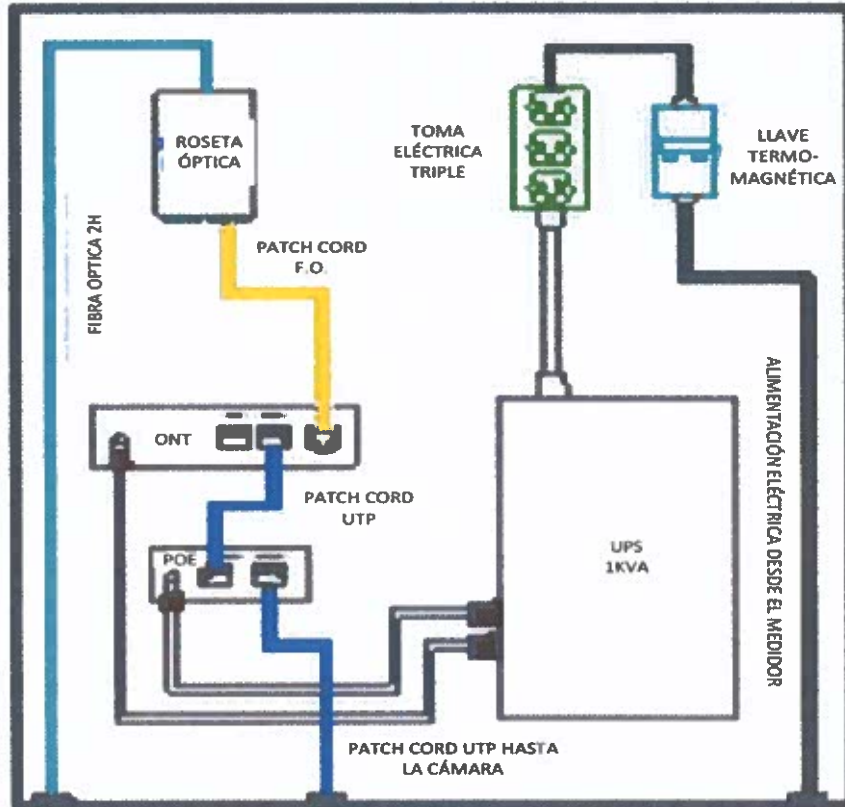 ROSETA
ÓPTICA
TOMA
ELÉCTRICA
TRIPLE
LLAVE
TERMO-
MAGNÉTICA
PATCH CORD
F.O.
FIBRA OPTICA 2H
ALIMENTACIÓN ELÉCTRICA DESDE EL MEDIDOR
ONT
PATCH CORD
UTP
POE
UPS
1KVA
PATCH CORD UTP HASTA
LA CÁMARA